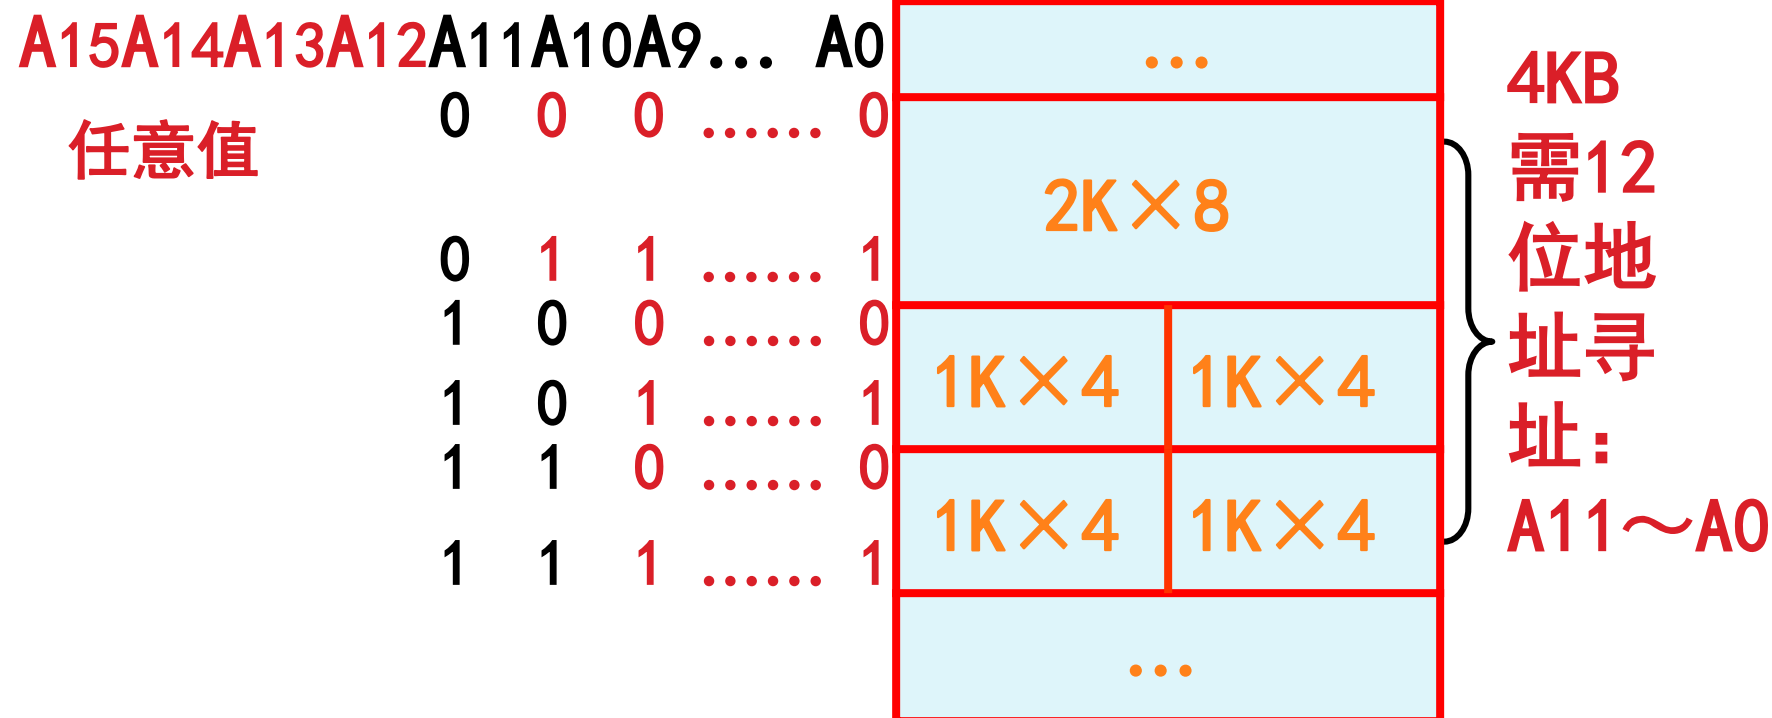 A15A14A13A12A11A10A9... A0
...
任意值
0 0 0 ...... 0
2K×8
0 1 1 ...... 1
1 0 0 ...... 0
1K×4 1K×4
1 0 1 ...... 1
1 1 0 ...... 0
1K×4 1K×4
1 1 1 ...... 1
...
4KB
需12
位地
址寻
址:
A11～A0